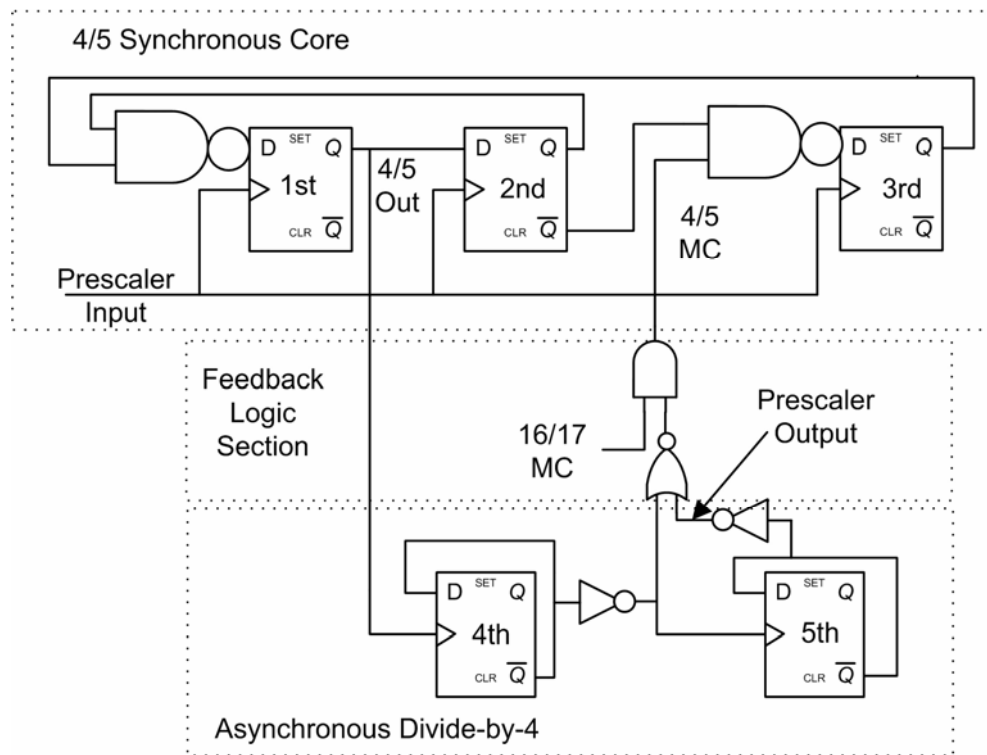 4/5 Synchronous Core
D SET Q
1st
CLR Q
4/5
Out
D SET Q
2nd
CLR Q
4/5
MC
D SET Q
3rd
CLR Q
Prescaler
Input
Feedback
Logic
Section
16/17
MC
Prescaler
Output
D SET Q
4th
CLR Q
D SET Q
5th
CLR Q
Asynchronous Divide-by-4